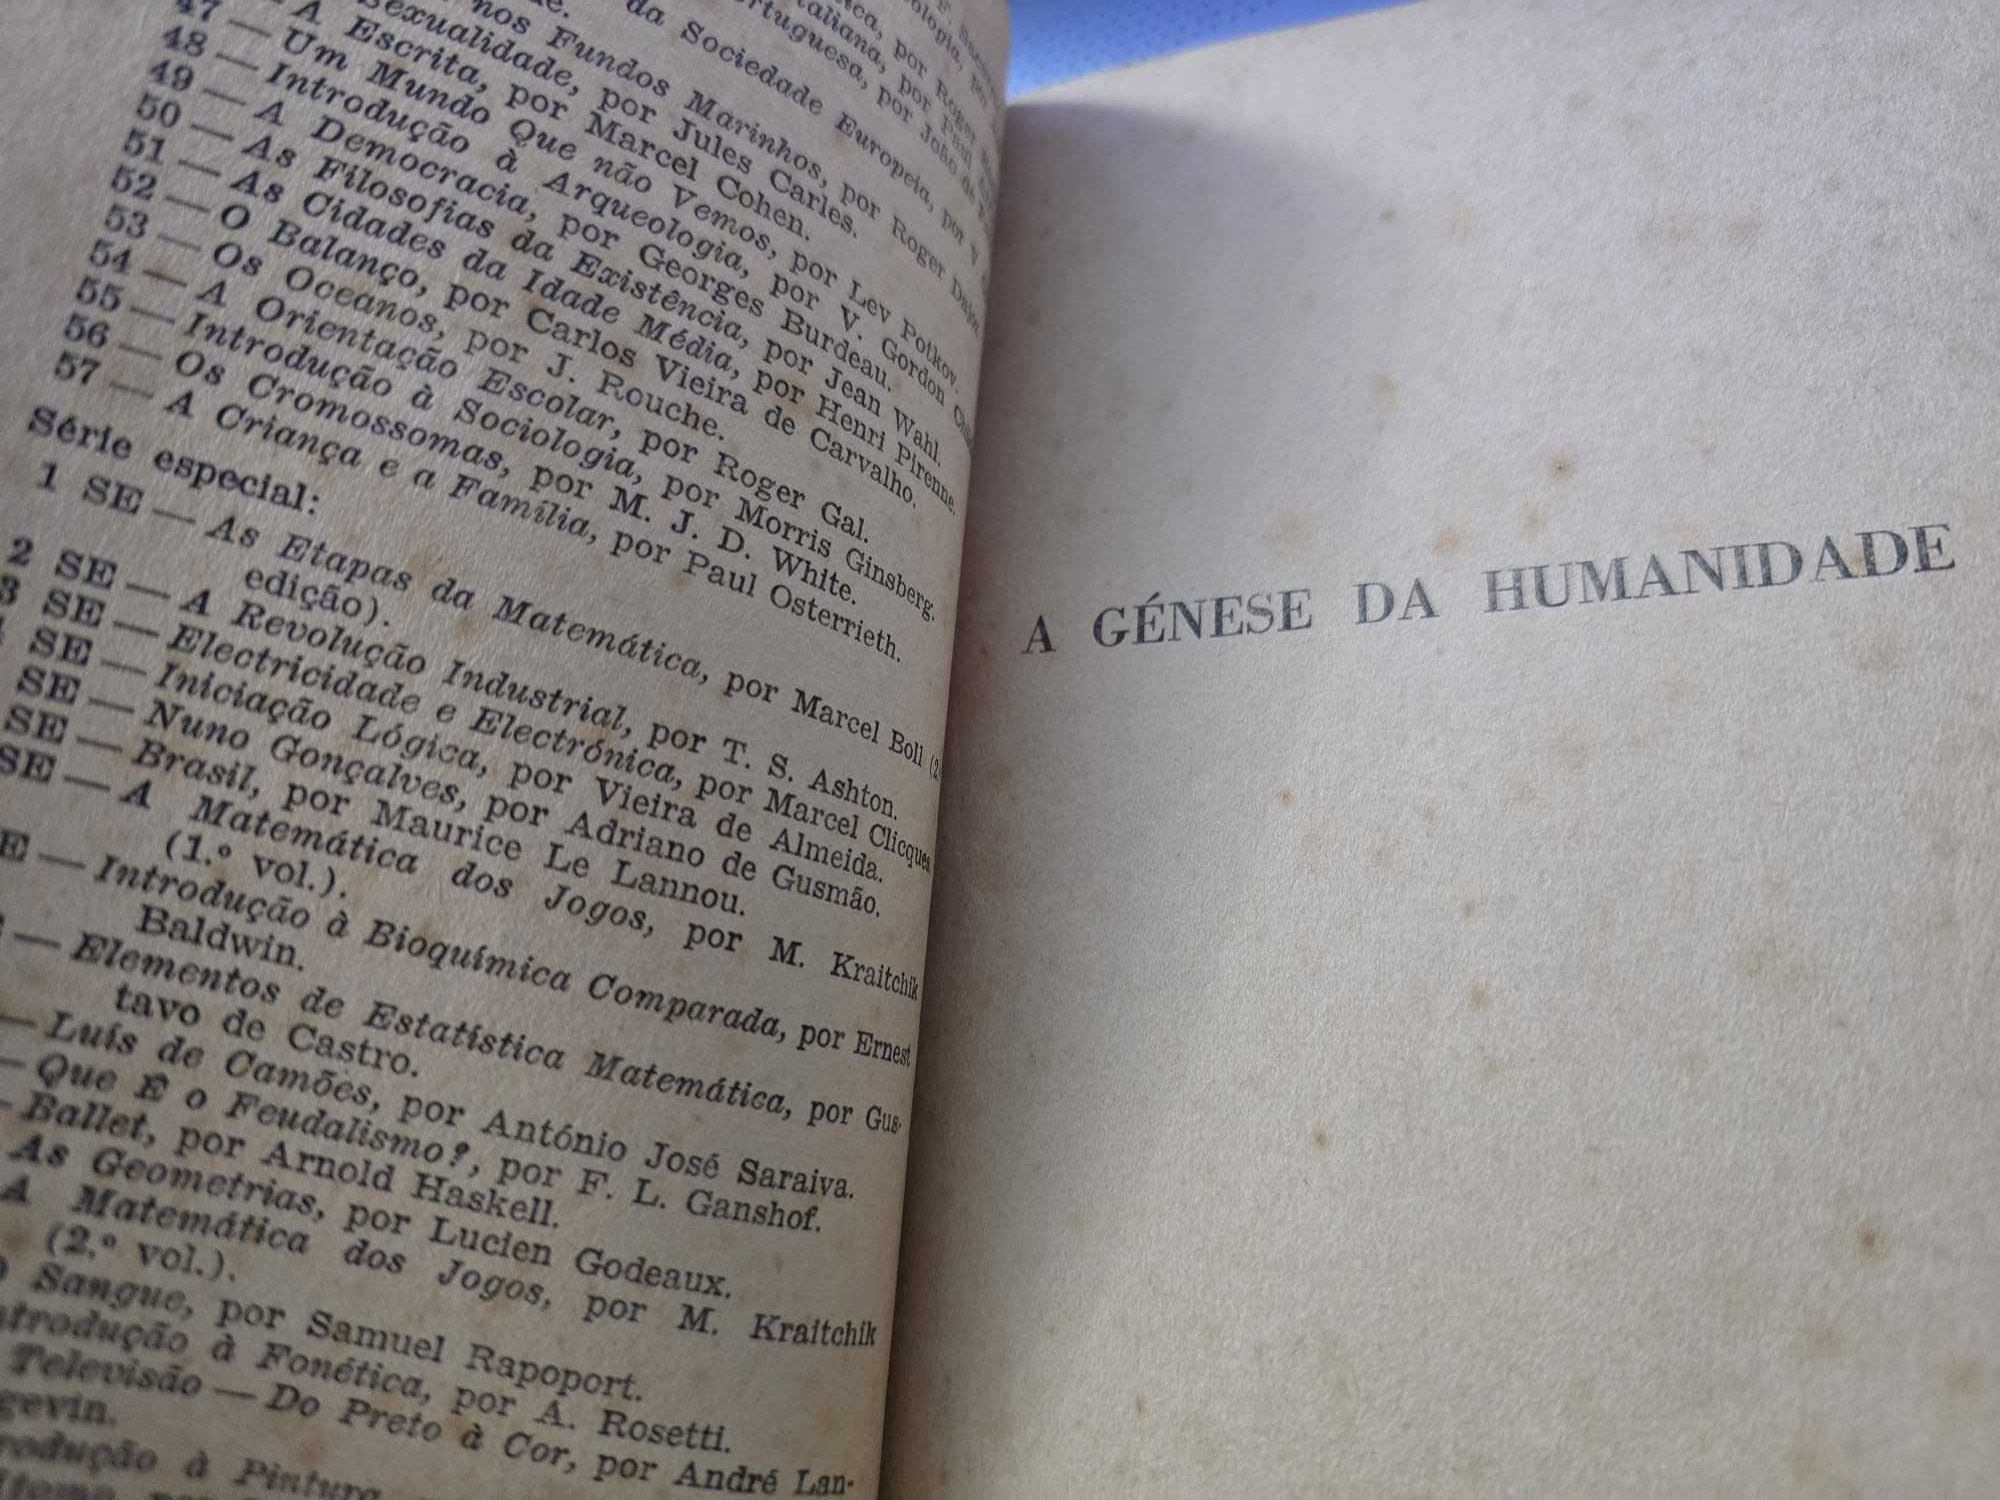 nos Fundos Marinhos, por Roger Dajoz
da Sociedade Europeia, por V.
Sexualidade, por Jules Carles.
47 — A Escrita, por Marcel Cohen.
48 — Um Mundo Que não Vemos, por Lev Potkov.
49 — Introdução à Arqueologia, por V. Gordon
50 — A Democracia, por Georges Burdeau.
51 — As Filosofias da Existência, por Jean Wahl.
52 — As Cidades da Idade Média, por Henri Pirenne.
53 — O Balanço, por Carlos Vieira de Carvalho.
54 — Os Oceanos, por J. Rouche.
55 — A Orientação Escolar, por Roger Gal.
56 — Introdução à Sociologia, por Morris Ginsberg.
57 — Os Cromossomas, por M. J. D. White.
A Criança e a Família, por Paul Osterrieth.
Série especial:
1 SE — As Etapas da Matemática, por Marcel Boll (2.ª
edição).
2 SE — A Revolução Industrial, por T. S. Ashton.
3 SE — Electricidade e Electrónica, por Marcel Clicques
SE — Iniciação Lógica, por Vieira de Almeida.
SE — Nuno Gonçalves, por Adriano de Gusmão.
SE — Brasil, por Maurice Le Lannou.
SE — A Matemática dos Jogos, por M. Kraitchik
(1.º vol.).
— Introdução à Bioquímica Comparada, por Ernest
Baldwin.
— Elementos de Estatística Matemática, por Gus-
tavo de Castro.
— Luís de Camões, por António José Saraiva.
— Que É o Feudalismo?, por F. L. Ganshof.
Ballet, por Arnold Haskell.
As Geometrias, por Lucien Godeaux.
A Matemática dos Jogos, por M. Kraitchik
(2.º vol.).
Sangue, por Samuel Rapoport.
Introdução à Fonética, por A. Rosetti.
Televisão — Do Preto à Cor, por André Lan-
gevin.
à Pintura
A GÉNESE DA HUMANIDADE